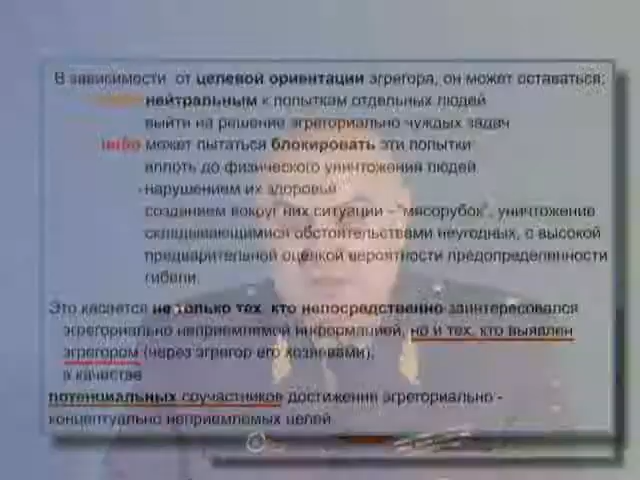 В зависимости от целевой ориентации эгрегора, он может оставаться:
нейтральным к попыткам отдельных людей
выйти на решение эгрегориально чуждых задач
либо может пытаться блокировать эти попытки
вплоть до физического уничтожения людей
- нарушением их здоровья
созданием вокруг них ситуации - "мясорубок", уничтожение
складывающимися обстоятельствами неугодных, с высокой
предварительной оценкой вероятности предопределённости
гибели.
Это касается не только тех, кто непосредственно заинтересовался
эгрегориально неприемлемой информацией, но и тех, кто выявлен
эгрегором (через эгрегор его хозяевами),
в качестве
потенциальных соучастников достижения эгрегориально -
концептуально неприемлемых целей